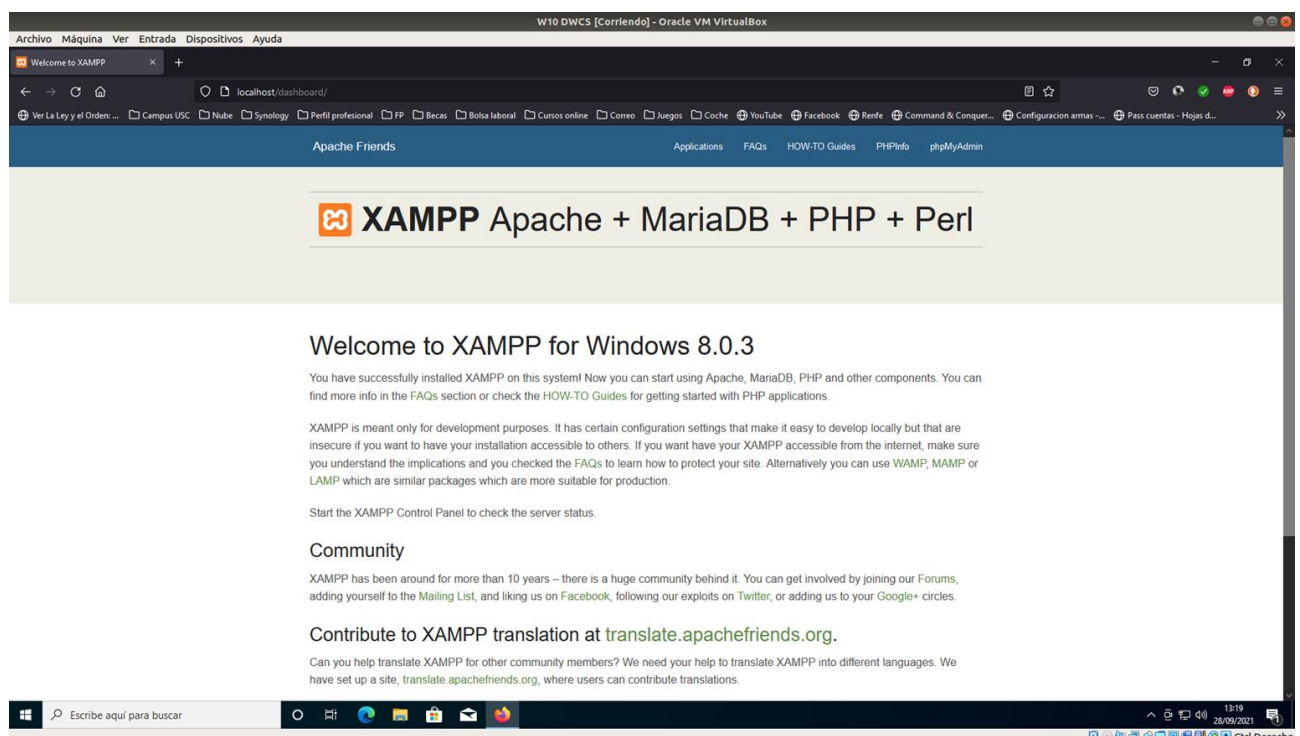 W10 DWCS [Corriendo] - Oracle VM VirtualBox
Archivo Máquina Ver Entrada Dispositivos Ayuda
Welcome to XAMPP
localhost/dashboard/
Ver La Ley y el Orden: ... Campus USC Nube Synology Perfil profesional FP Becas Bolsa laboral Cursos online Correo Juegos Coche YouTube Facebook Renfe Command & Conquer... Configuracion armas -... Pass cuentas - Hojas d...
Apache Friends Applications FAQs HOW-TO Guides PHPInfo phpMyAdmin
XAMPP Apache + MariaDB + PHP + Perl
Welcome to XAMPP for Windows 8.0.3
You have successfully installed XAMPP on this system! Now you can start using Apache, MariaDB, PHP and other components. You can
find more info in the FAQs section or check the HOW-TO Guides for getting started with PHP applications.
XAMPP is meant only for development purposes. It has certain configuration settings that make it easy to develop locally but that are
insecure if you want to have your installation accessible to others. If you want have your XAMPP accessible from the internet, make sure
you understand the implications and you checked the FAQs to learn how to protect your site. Alternatively you can use WAMP, MAMP or
LAMP which are similar packages which are more suitable for production.
Start the XAMPP Control Panel to check the server status.
Community
XAMPP has been around for more than 10 years – there is a huge community behind it. You can get involved by joining our Forums,
adding yourself to the Mailing List, and liking us on Facebook, following our exploits on Twitter, or adding us to your Google+ circles.
Contribute to XAMPP translation at translate.apachefriends.org.
Can you help translate XAMPP for other community members? We need your help to translate XAMPP into different languages. We
have set up a site, translate.apachefriends.org, where users can contribute translations.
Escribe aquí para buscar
13:19
28/09/2021
Ctrl Derecho